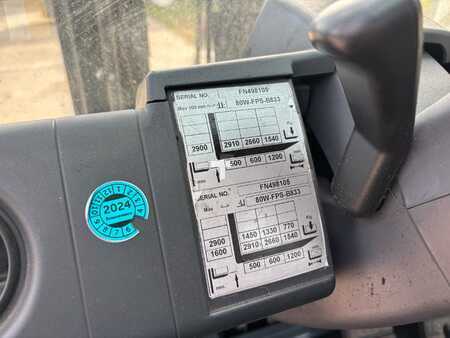 SERIAL NO. FN498105
80W-FPS-B833
2900 2910 2660 1540
500 600 1200
SERIAL NO. FN498105
Max 80W-FPS-B833
1450 1330 770
2900
2910 2660 1540
1600
500 600 1200
2024